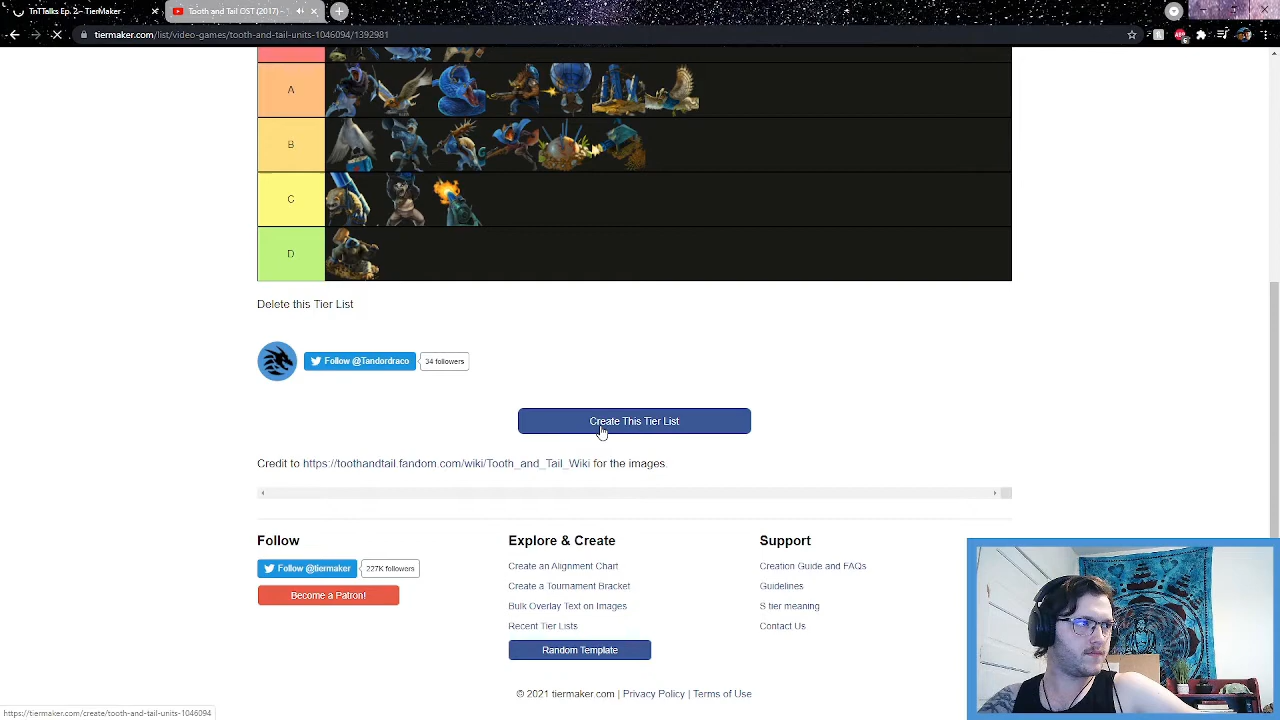 TnTTalks Ep. 2 – TierMaker -
Tooth and Tail OST (2017) -
tiermaker.com/list/video-games/tooth-and-tail-units-1046094/1392981
A
B
C
D
Delete this Tier List
Follow @Tandordraco
34 followers
Create This Tier List
Credit to https://toothandtail.fandom.com/wiki/Tooth_and_Tail_Wiki for the images.
Follow
Explore & Create
Support
Follow @tiermaker
227K followers
Create an Alignment Chart
Creation Guide and FAQs
Become a Patron!
Create a Tournament Bracket
Guidelines
Bulk Overlay Text on Images
S tier meaning
Recent Tier Lists
Contact Us
Random Template
© 2021 tiermaker.com | Privacy Policy | Terms of Use
https://tiermaker.com/create/tooth-and-tail-units-1046094